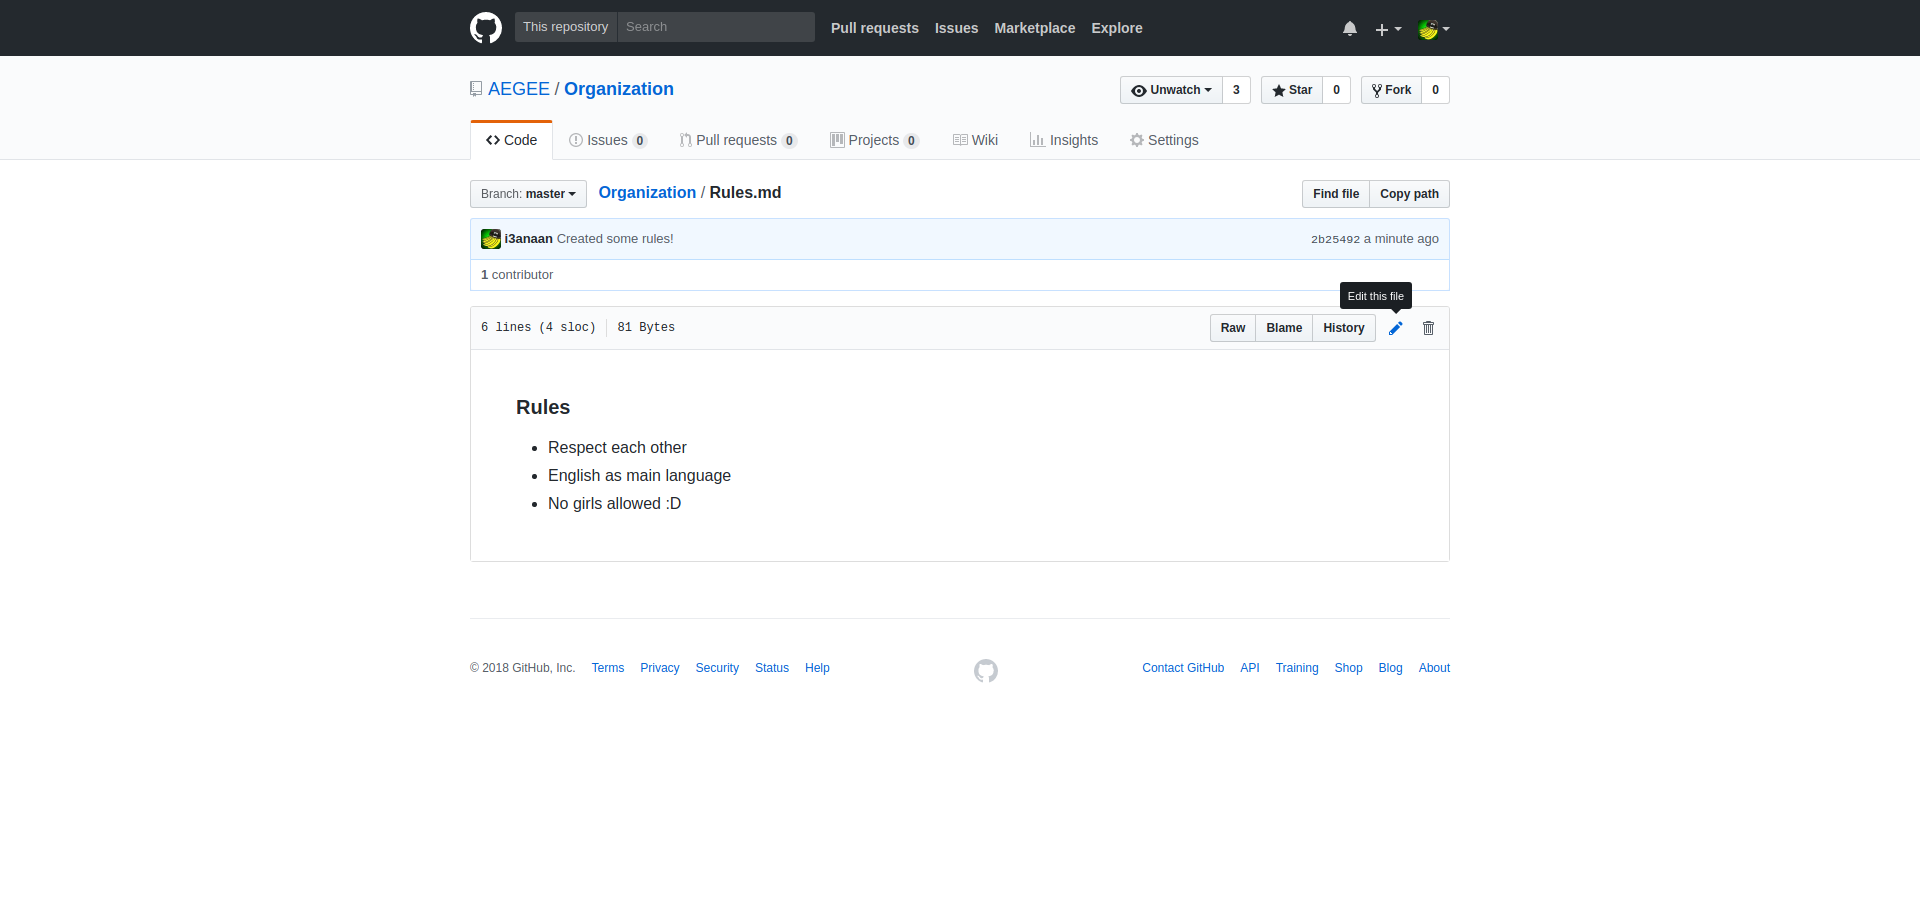 This repository Search Pull requests Issues Marketplace Explore
AEGEE / Organization Unwatch 3 Star 0 Fork 0
Code Issues 0 Pull requests 0 Projects 0 Wiki Insights Settings
Branch: master Organization / Rules.md Find file Copy path
i3anaan Created some rules! 2b25492 a minute ago
1 contributor
Edit this file
6 lines (4 sloc) 81 Bytes Raw Blame History
Rules
Respect each other
English as main language
No girls allowed :D
© 2018 GitHub, Inc. Terms Privacy Security Status Help Contact GitHub API Training Shop Blog About